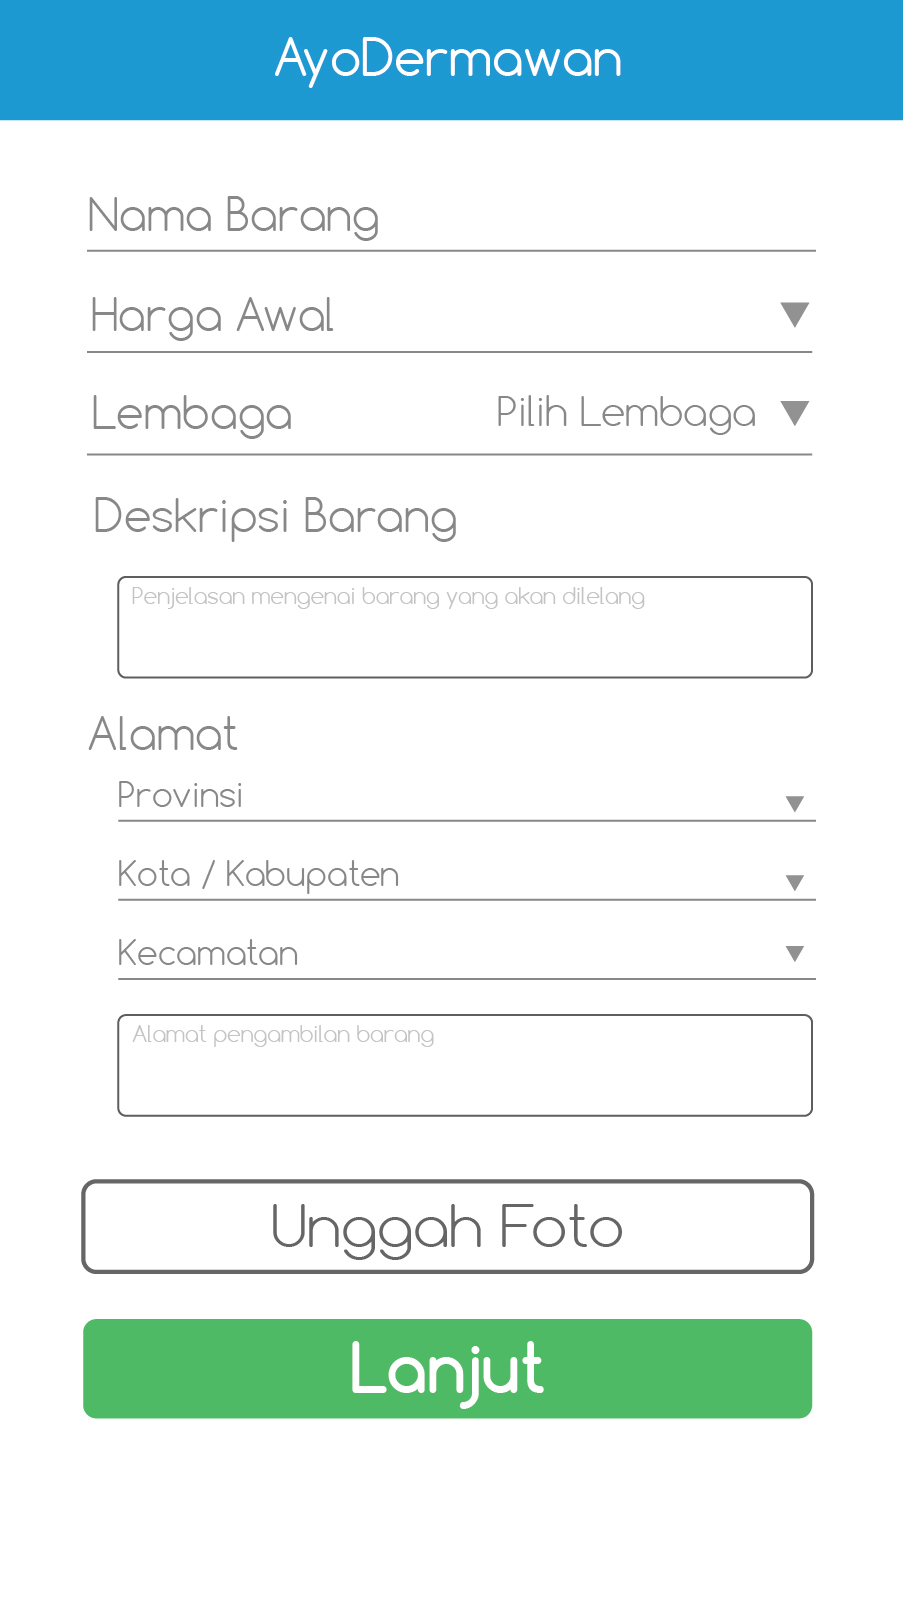 AyoDermawan
Nama Barang
Harga Awal
Lembaga Pilih Lembaga
Deskripsi Barang
Penjelasan mengenai barang yang akan dilelang
Alamat
Provinsi
Kota / Kabupaten
Kecamatan
Alamat pengambilan barang
Unggah Foto
Lanjut